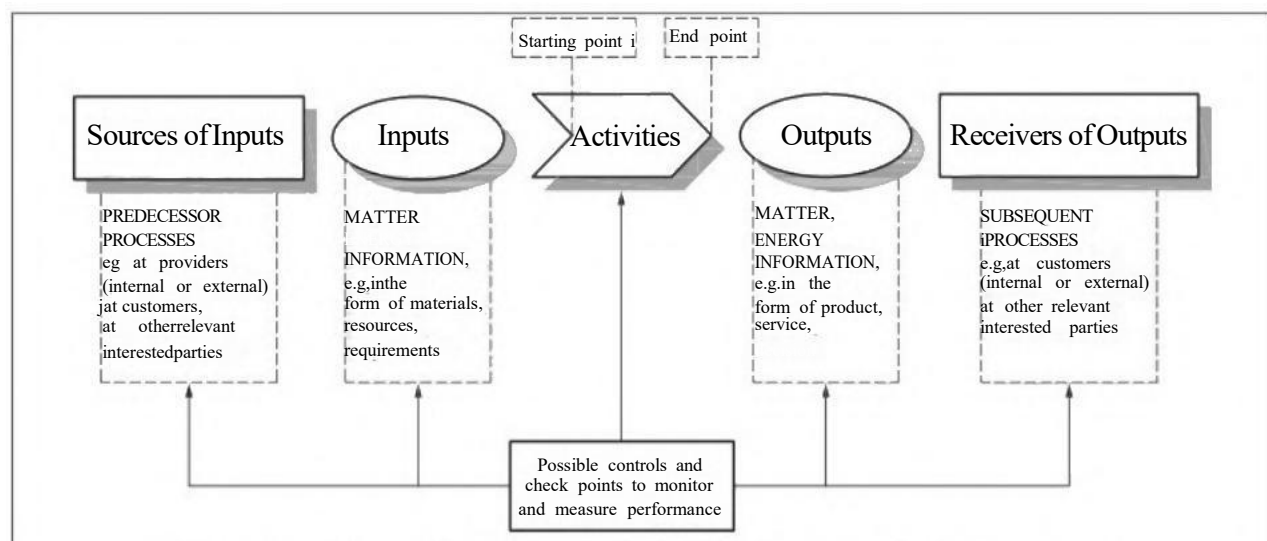 Starting point i
End point
Sources of Inputs
Inputs
Activities
Outputs
Receivers of Outputs
PREDECESSOR
PROCESSES
eg at providers
(internal or external)
jat customers,
at otherrelevant
interestedparties
MATTER
INFORMATION,
e.g,inthe
form of materials,
resources,
requirements
MATTER,
ENERGY
INFORMATION,
e.g.in the
form of product,
service,
SUBSEQUENT
iPROCESSES
e.g,at customers
(internal or external)
at other relevant
interested parties
Possible controls and
check points to monitor
and measure performance